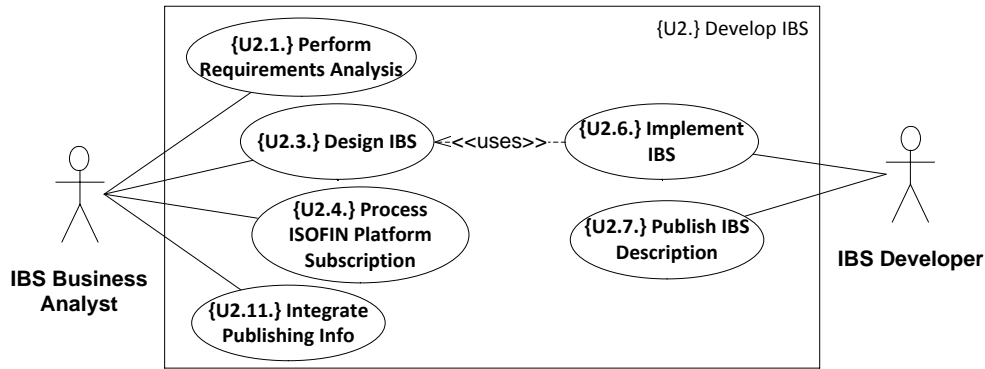 {U2.} Develop IBS
{U2.1.} Perform
Requirements Analysis
{U2.3.} Design IBS
<<uses>>
{U2.6.} Implement
IBS
{U2.4.} Process
ISOFIN Platform
Subscription
{U2.7.} Publish IBS
Description
IBS Business
Analyst
IBS Developer
{U2.11.} Integrate
Publishing Info